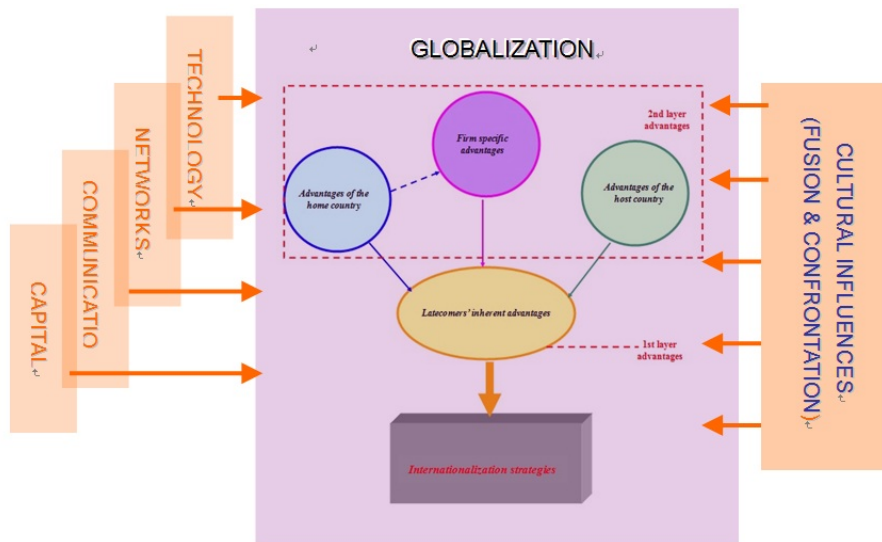 GLOBALIZATION
TECHNOLOGY
NETWORKS
COMMUNICATIO
CAPITAL
2nd layer
advantages
Firm specific
advantages
Advantages of the
home country
Advantages of the
host country
Latecomers' inherent advantages
1st layer
advantages
Internationalization strategies
CULTURAL INFLUENCES
(FUSION & CONFRONTATION)